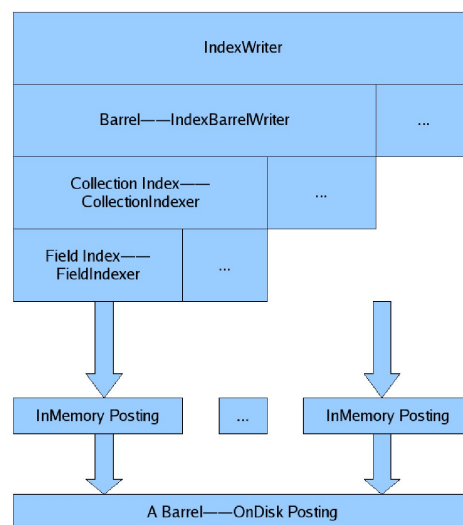 IndexWriter
Barrel——IndexBarrelWriter
...
Collection Index——
CollectionIndexer
...
Field Index——
FieldIndexer
...
InMemory Posting
...
InMemory Posting
A Barrel——OnDisk Posting